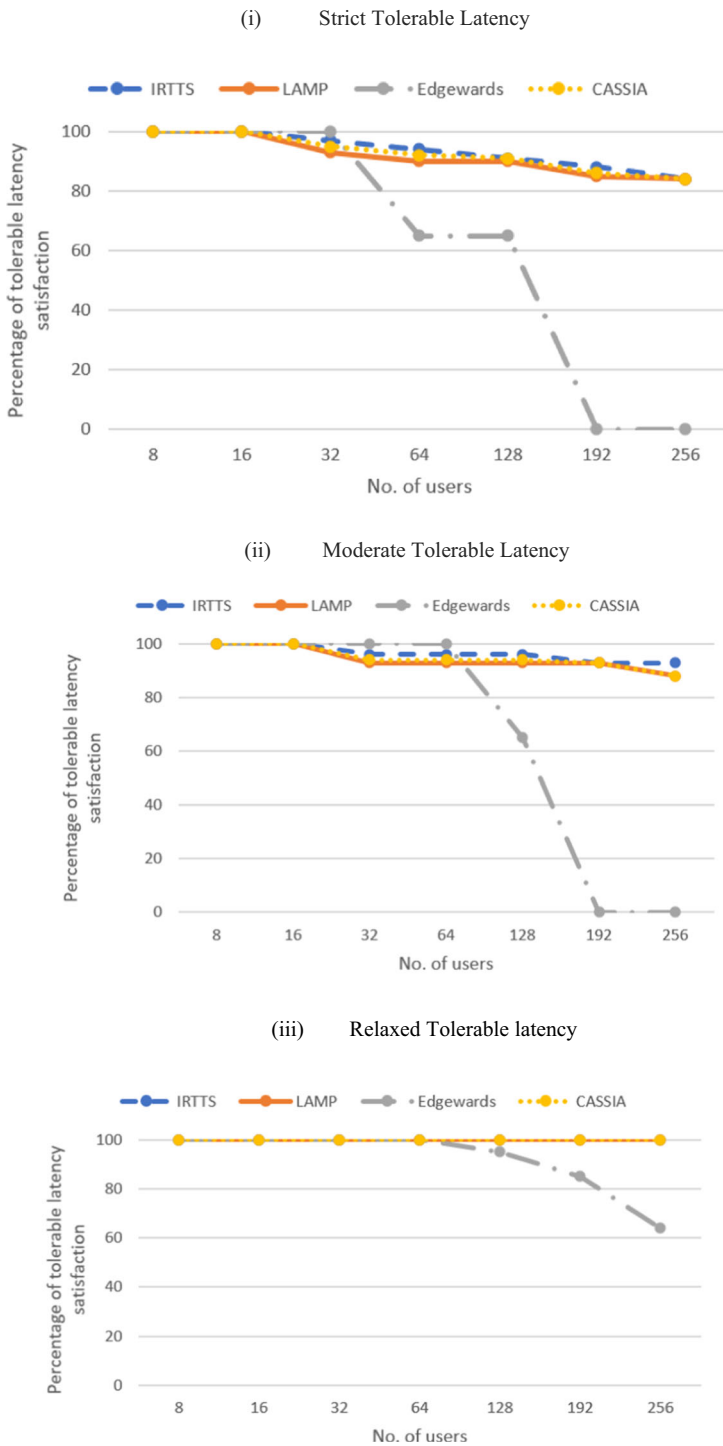 (i) Strict Tolerable Latency
IRTTS LAMP Edgewards CASSIA
Percentage of tolerable latency
satisfaction
100
80
60
40
20
0
8 16 32 64 128 192 256
No. of users
(ii) Moderate Tolerable Latency
IRTTS LAMP Edgewards CASSIA
Percentage of tolerable latency
satisfaction
100
80
60
40
20
0
8 16 32 64 128 192 256
No. of users
(iii) Relaxed Tolerable latency
IRTTS LAMP Edgewards CASSIA
Percentage of tolerable latency
satisfaction
100
80
60
40
20
0
8 16 32 64 128 192 256
No. of users